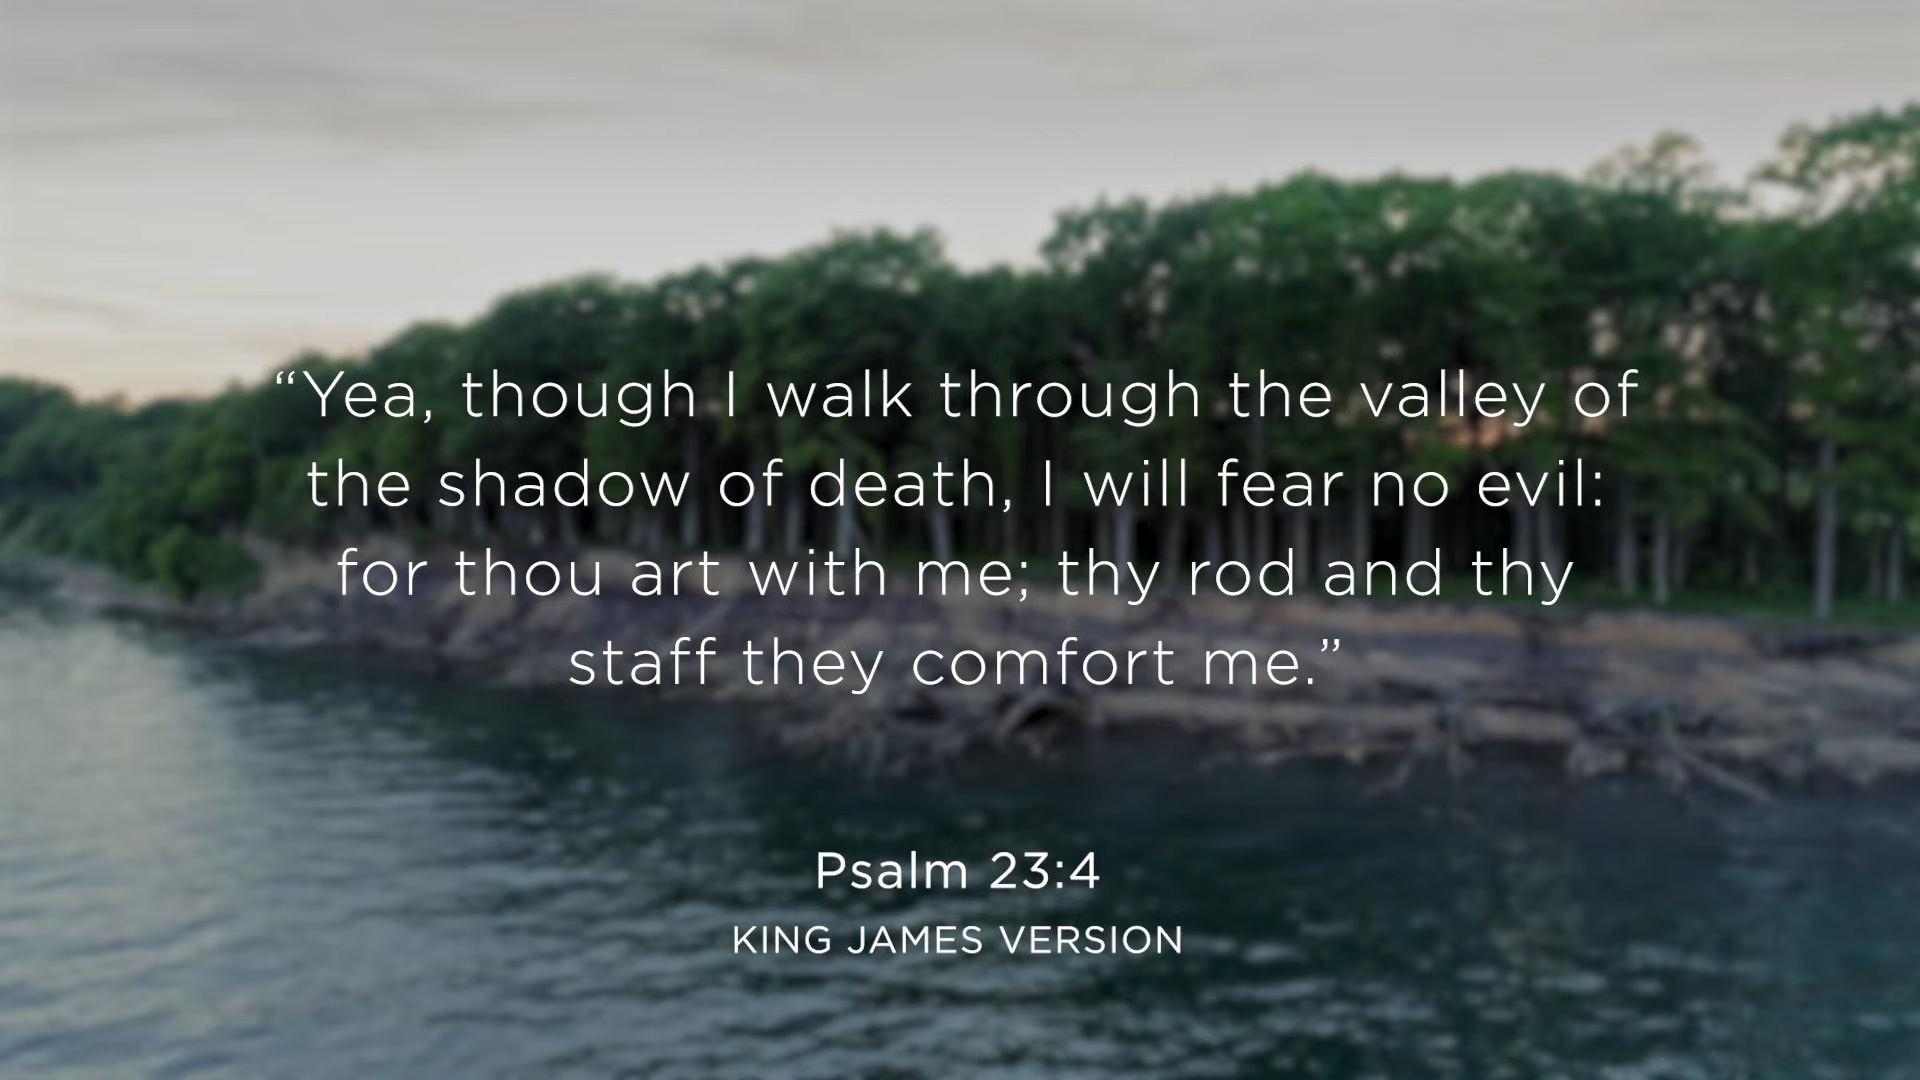 “Yea, though I walk through the valley of
the shadow of death, I will fear no evil:
for thou art with me; thy rod and thy
staff they comfort me.”
Psalm 23:4
KING JAMES VERSION